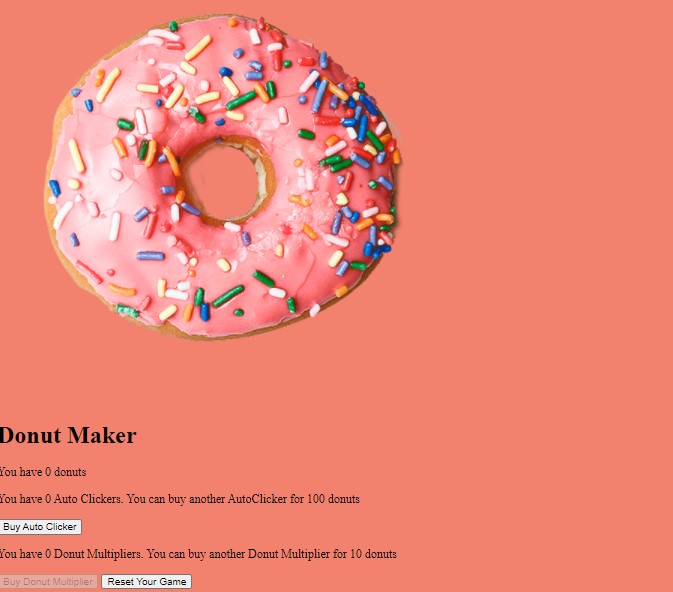 Donut Maker
You have 0 donuts
You have 0 Auto Clickers. You can buy another AutoClicker for 100 donuts
Buy Auto Clicker
You have 0 Donut Multipliers. You can buy another Donut Multiplier for 10 donuts
Buy Donut Multiplier Reset Your Game